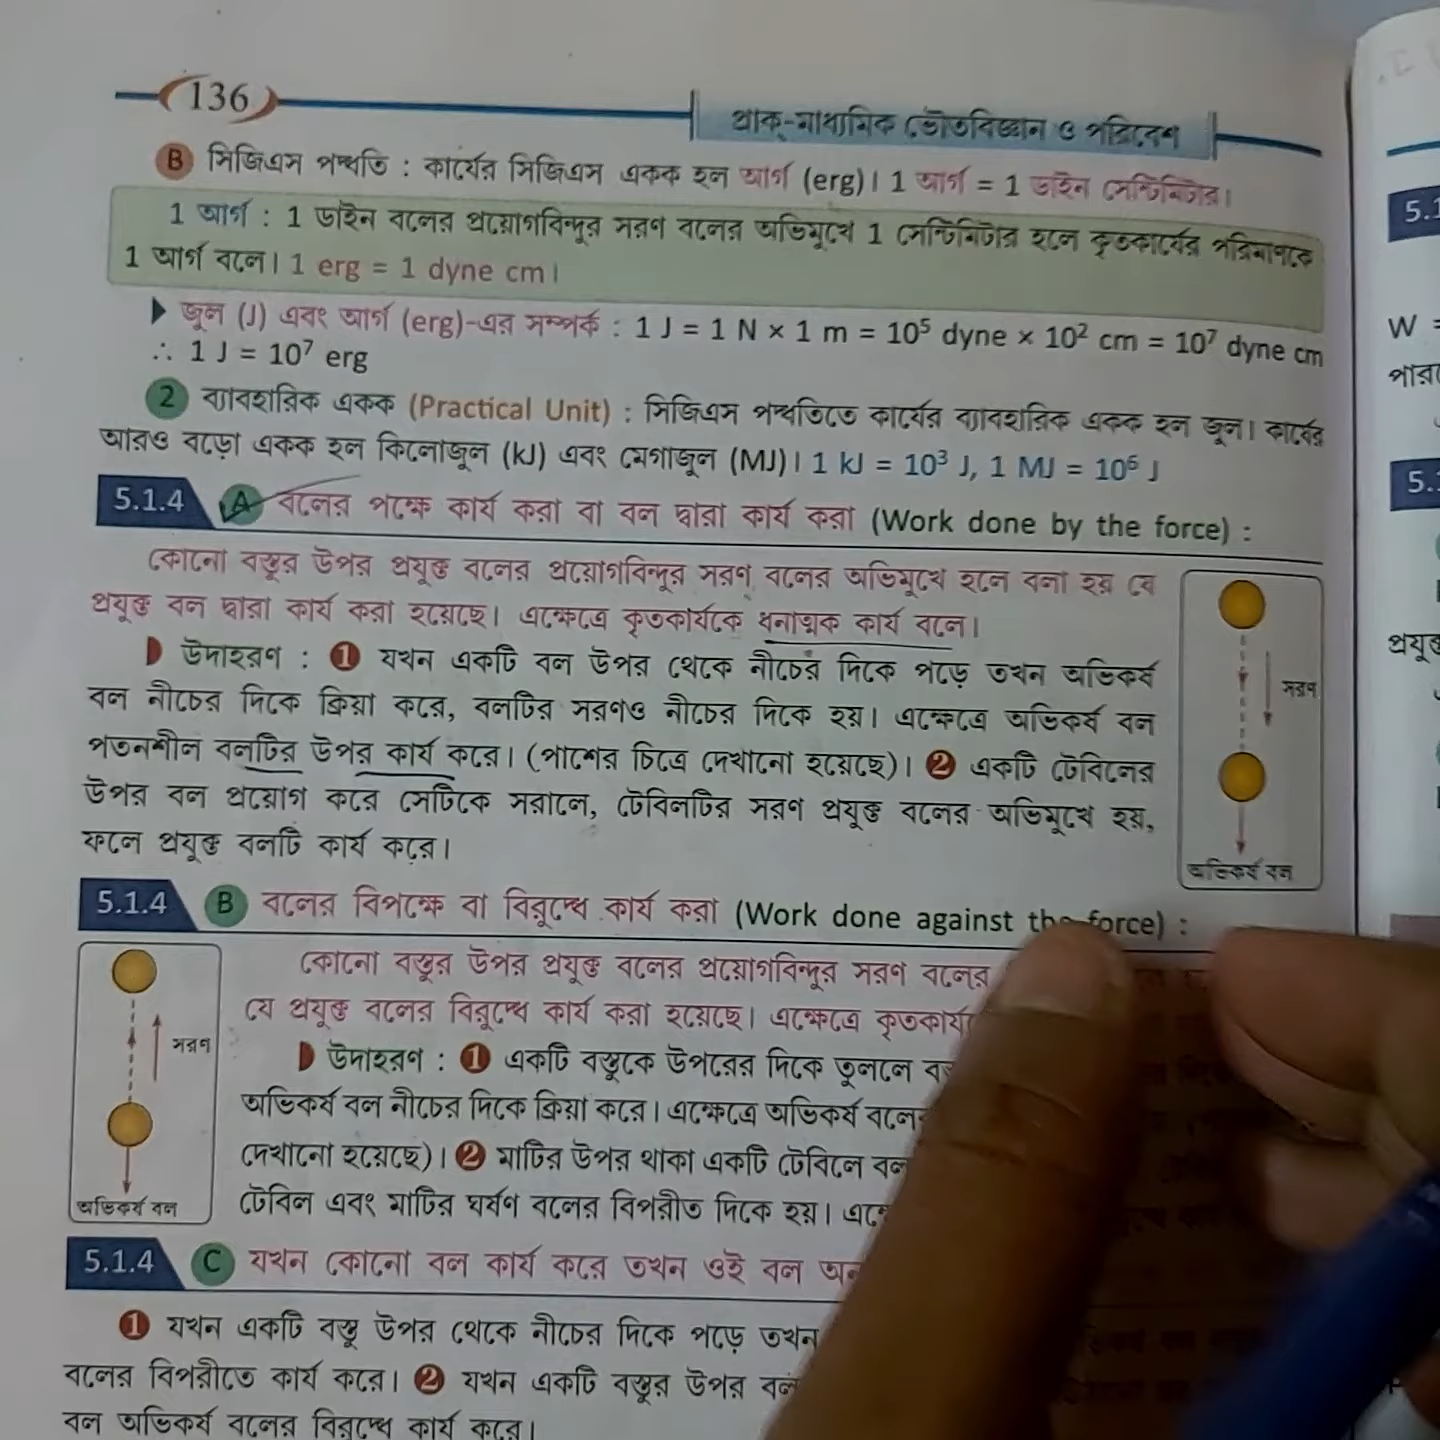 136
প্রাক্-মাধ্যমিক ভৌতবিজ্ঞান ও পরিবেশ
B সিজিএস পদ্ধতি : কার্যের সিজিএস একক হল আর্গ (erg)। 1 আর্গ = 1 ডাইন সেন্টিমিটার।
1 আর্গ : 1 ডাইন বলের প্রয়োগবিন্দুর সরণ বলের অভিমুখে 1 সেন্টিমিটার হলে কৃতকার্যের পরিমাণকে
1 আর্গ বলে। 1 erg = 1 dyne cm।
জুল (J) এবং আর্গ (erg)-এর সম্পর্ক : 1 J = 1 N × 1 m = 10⁵ dyne × 10² cm = 10⁷ dyne cm
∴ 1 J = 10⁷ erg
2 ব্যাবহারিক একক (Practical Unit) : সিজিএস পদ্ধতিতে কার্যের ব্যাবহারিক একক হল জুল। কার্যের
আরও বড়ো একক হল কিলোজুল (kJ) এবং মেগাজুল (MJ)। 1 kJ = 10³ J, 1 MJ = 10⁶ J
5.1.4 A বলের পক্ষে কার্য করা বা বল দ্বারা কার্য করা (Work done by the force) :
কোনো বস্তুর উপর প্রযুক্ত বলের প্রয়োগবিন্দুর সরণ বলের অভিমুখে হলে বলা হয় যে
প্রযুক্ত বল দ্বারা কার্য করা হয়েছে। এক্ষেত্রে কৃতকার্যকে ধনাত্মক কার্য বলে।
উদাহরণ : 1 যখন একটি বল উপর থেকে নীচের দিকে পড়ে তখন অভিকর্ষ
বল নীচের দিকে ক্রিয়া করে, বলটির সরণও নীচের দিকে হয়। এক্ষেত্রে অভিকর্ষ বল
পতনশীল বলটির উপর কার্য করে। (পাশের চিত্রে দেখানো হয়েছে)। 2 একটি টেবিলের
উপর বল প্রয়োগ করে সেটিকে সরালে, টেবিলটির সরণ প্রযুক্ত বলের অভিমুখে হয়,
ফলে প্রযুক্ত বলটি কার্য করে।
সরণ
অভিকর্ষ বল
5.1.4 B বলের বিপক্ষে বা বিরুদ্ধে কার্য করা (Work done against the force) :
কোনো বস্তুর উপর প্রযুক্ত বলের প্রয়োগবিন্দুর সরণ বলের
যে প্রযুক্ত বলের বিরুদ্ধে কার্য করা হয়েছে। এক্ষেত্রে
উদাহরণ : 1 একটি বস্তুকে উপরের দিকে তুললে
অভিকর্ষ বল নীচের দিকে ক্রিয়া করে। এক্ষেত্রে অভিকর্ষ
দেখানো হয়েছে)। 2 মাটির উপর থাকা একটি টেবিলে বল
টেবিল এবং মাটির ঘর্ষণ বলের বিপরীত দিকে হয়।
সরণ
অভিকর্ষ বল
5.1.4 C যখন কোনো বল কার্য করে তখন ওই বল
1 যখন একটি বস্তু উপর থেকে নীচের দিকে পড়ে তখন
বলের বিপরীতে কার্য করে। 2 যখন একটি বস্তুর উপর বল
বল অভিকর্ষ বলের বিরুদ্ধে কার্য করে।
W =